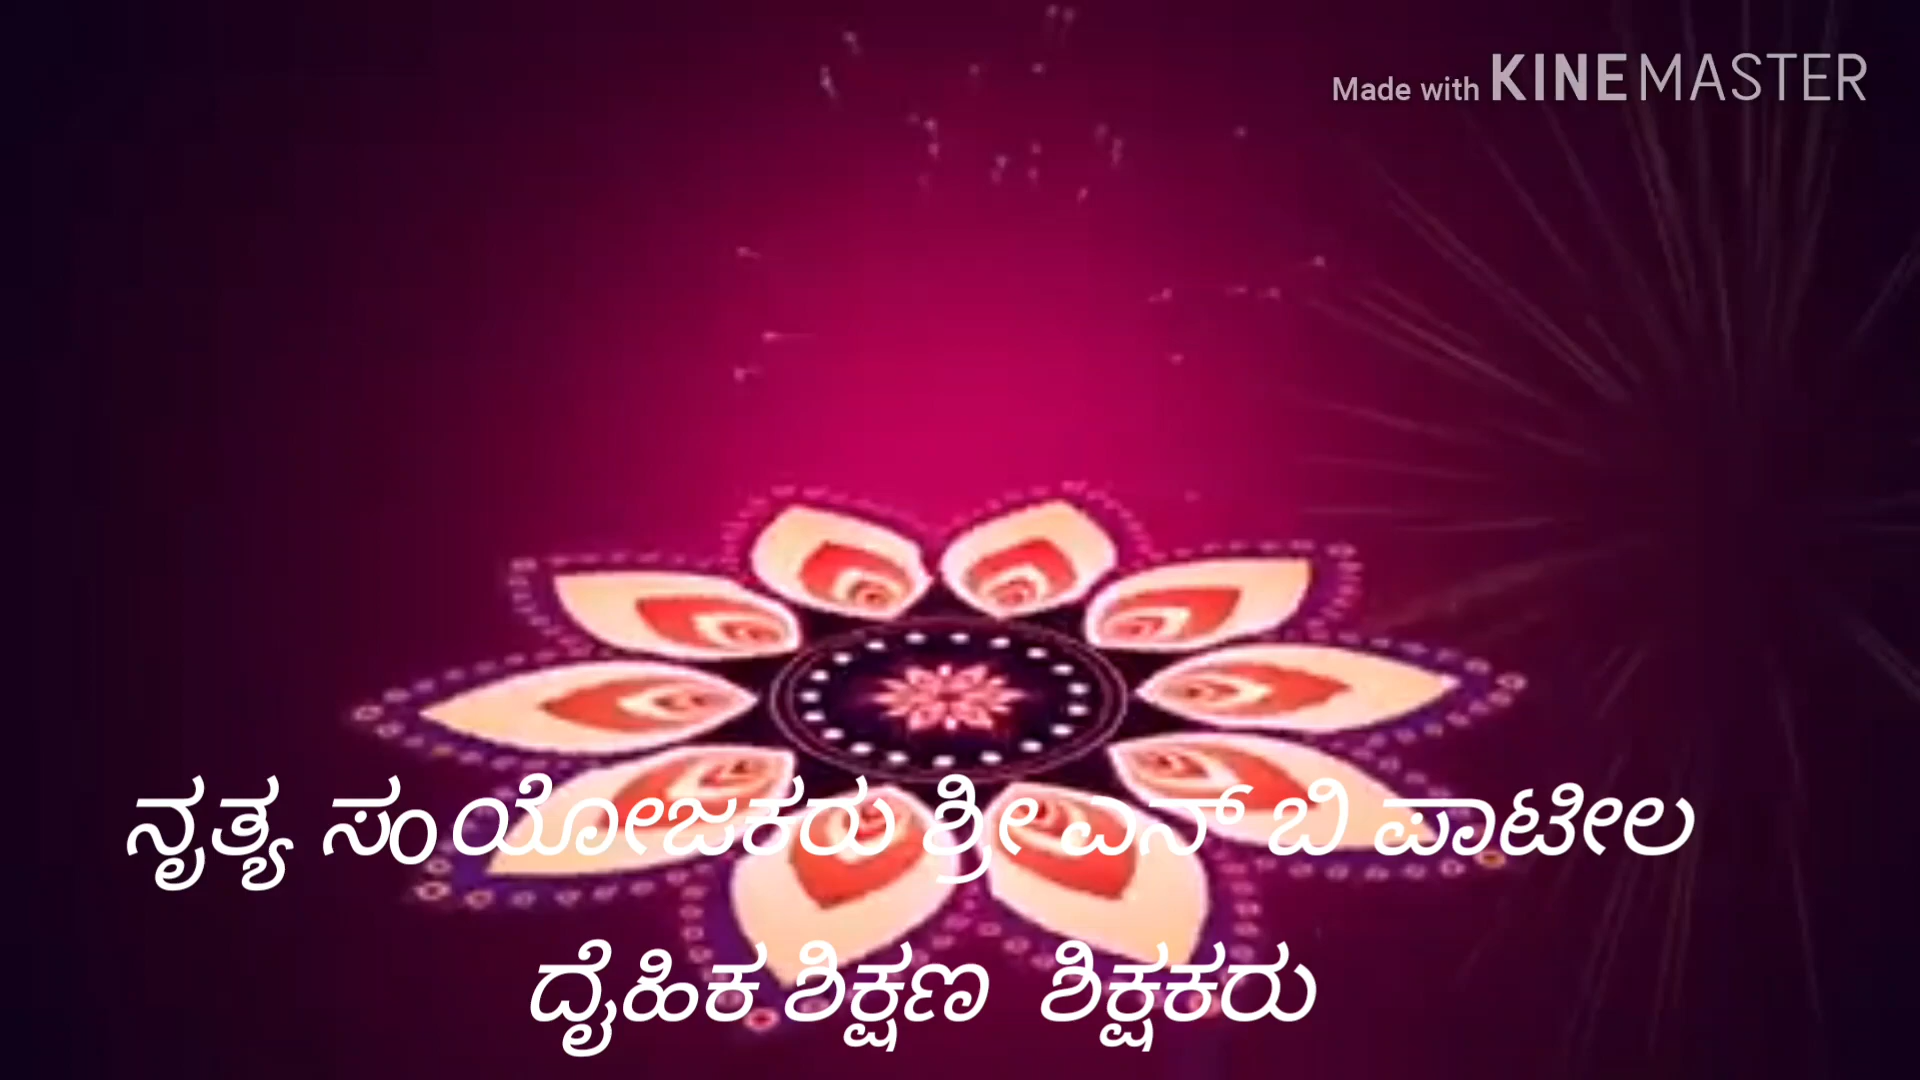 Made with KINEMASTER
ನೃತ್ಯ ಸಂಯೋಜಕರು ಶ್ರೀ ಎನ್ ಬಿ ಪಾಟೀಲ
ದೈಹಿಕ ಶಿಕ್ಷಣ ಶಿಕ್ಷಕರು